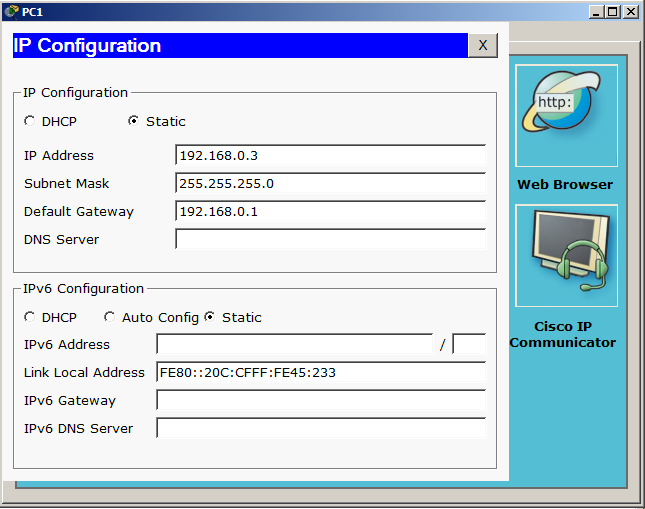 PC1
IP Configuration
X
IP Configuration
DHCP Static
IP Address 192.168.0.3
Subnet Mask 255.255.255.0
Default Gateway 192.168.0.1
DNS Server
IPv6 Configuration
DHCP Auto Config Static
IPv6 Address /
Link Local Address FE80::20C:CFFF:FE45:233
IPv6 Gateway
IPv6 DNS Server
http:
Web Browser
Cisco IP
Communicator